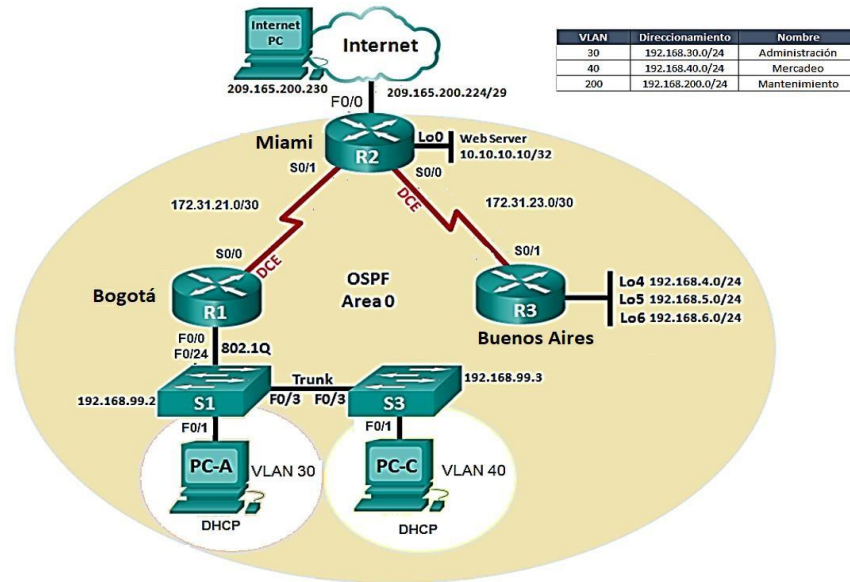 Internet
PC
Internet
209.165.200.230
209.165.200.224/29
F0/0
VLAN Direccionamiento Nombre
30 192.168.30.0/24 Administración
40 192.168.40.0/24 Mercadeo
200 192.168.200.0/24 Mantenimiento
Miami
R2
Lo0
Web Server
10.10.10.10/32
S0/1
S0/0
DCE
172.31.21.0/30
172.31.23.0/30
S0/0
DCE
S0/1
Bogotá
R1
OSPF
Area 0
R3
Buenos Aires
Lo4 192.168.4.0/24
Lo5 192.168.5.0/24
Lo6 192.168.6.0/24
F0/0
F0/24
802.1Q
192.168.99.2
S1
Trunk
F0/3 F0/3
S3
192.168.99.3
F0/1
F0/1
PC-A
VLAN 30
PC-C
VLAN 40
DHCP
DHCP